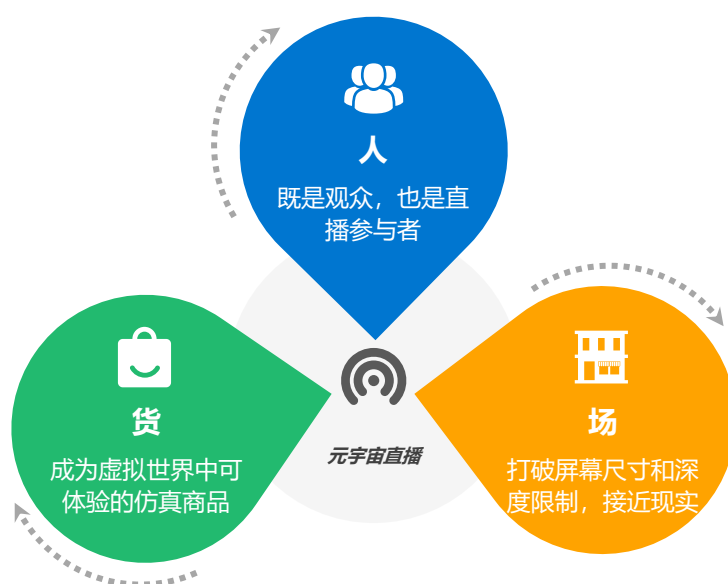 人
既是观众，也是直
播参与者
货
成为虚拟世界中可
体验的仿真商品
元宇宙直播
场
打破屏幕尺寸和深
度限制，接近现实